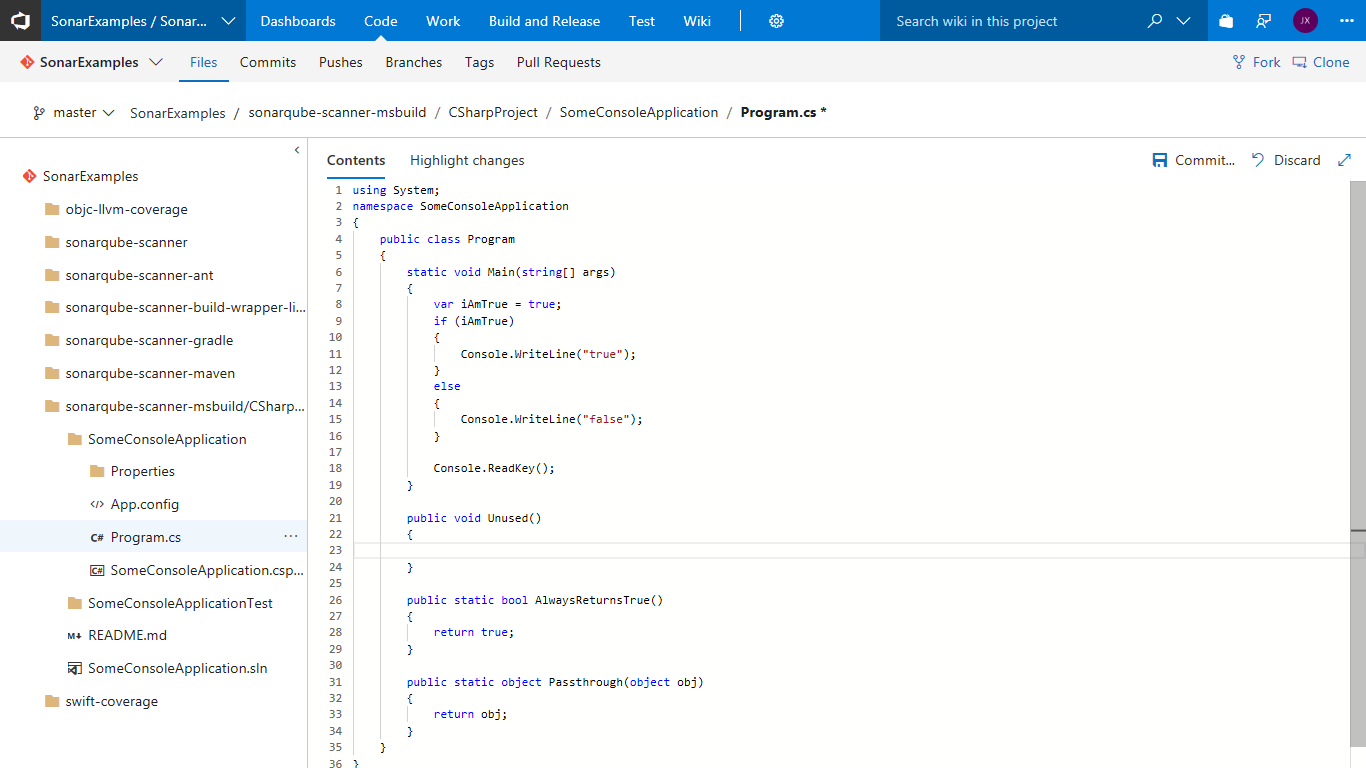 SonarExamples / Sonar... Dashboards Code Work Build and Release Test Wiki Search wiki in this project JX ...
SonarExamples Files Commits Pushes Branches Tags Pull Requests Fork Clone
master SonarExamples / sonarqube-scanner-msbuild / CSharpProject / SomeConsoleApplication / Program.cs *
SonarExamples
objc-llvm-coverage
sonarqube-scanner
sonarqube-scanner-ant
sonarqube-scanner-build-wrapper-li...
sonarqube-scanner-gradle
sonarqube-scanner-maven
sonarqube-scanner-msbuild/CSharp...
SomeConsoleApplication
Properties
</> App.config
C# Program.cs ...
C# SomeConsoleApplication.csp...
SomeConsoleApplicationTest
M↓ README.md
SomeConsoleApplication.sln
swift-coverage
Contents Highlight changes Commit... Discard
1 using System;
2 namespace SomeConsoleApplication
3 {
4 public class Program
5 {
6 static void Main(string[] args)
7 {
8 var iAmTrue = true;
9 if (iAmTrue)
10 {
11 Console.WriteLine("true");
12 }
13 else
14 {
15 Console.WriteLine("false");
16 }
17
18 Console.ReadKey();
19 }
20
21 public void Unused()
22 {
23
24 }
25
26 public static bool AlwaysReturnsTrue()
27 {
28 return true;
29 }
30
31 public static object Passthrough(object obj)
32 {
33 return obj;
34 }
35 }
36 }